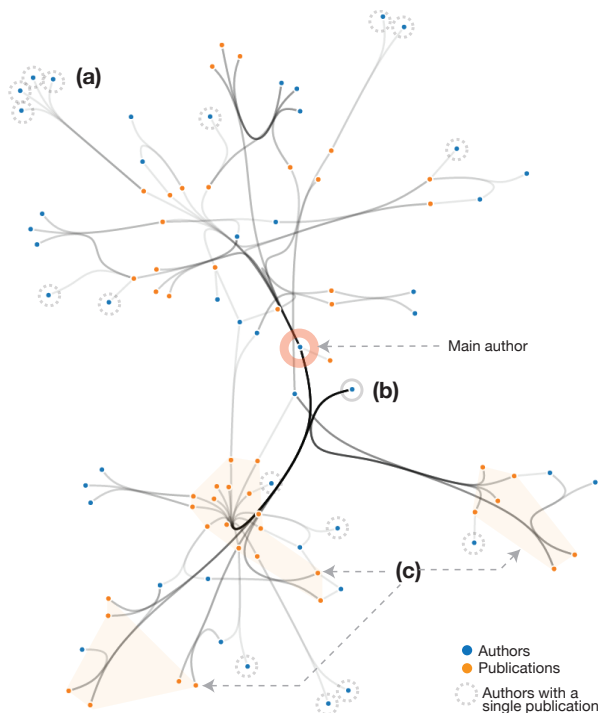 (a)
Main author
(b)
(c)
Authors
Publications
Authors with a
single publication